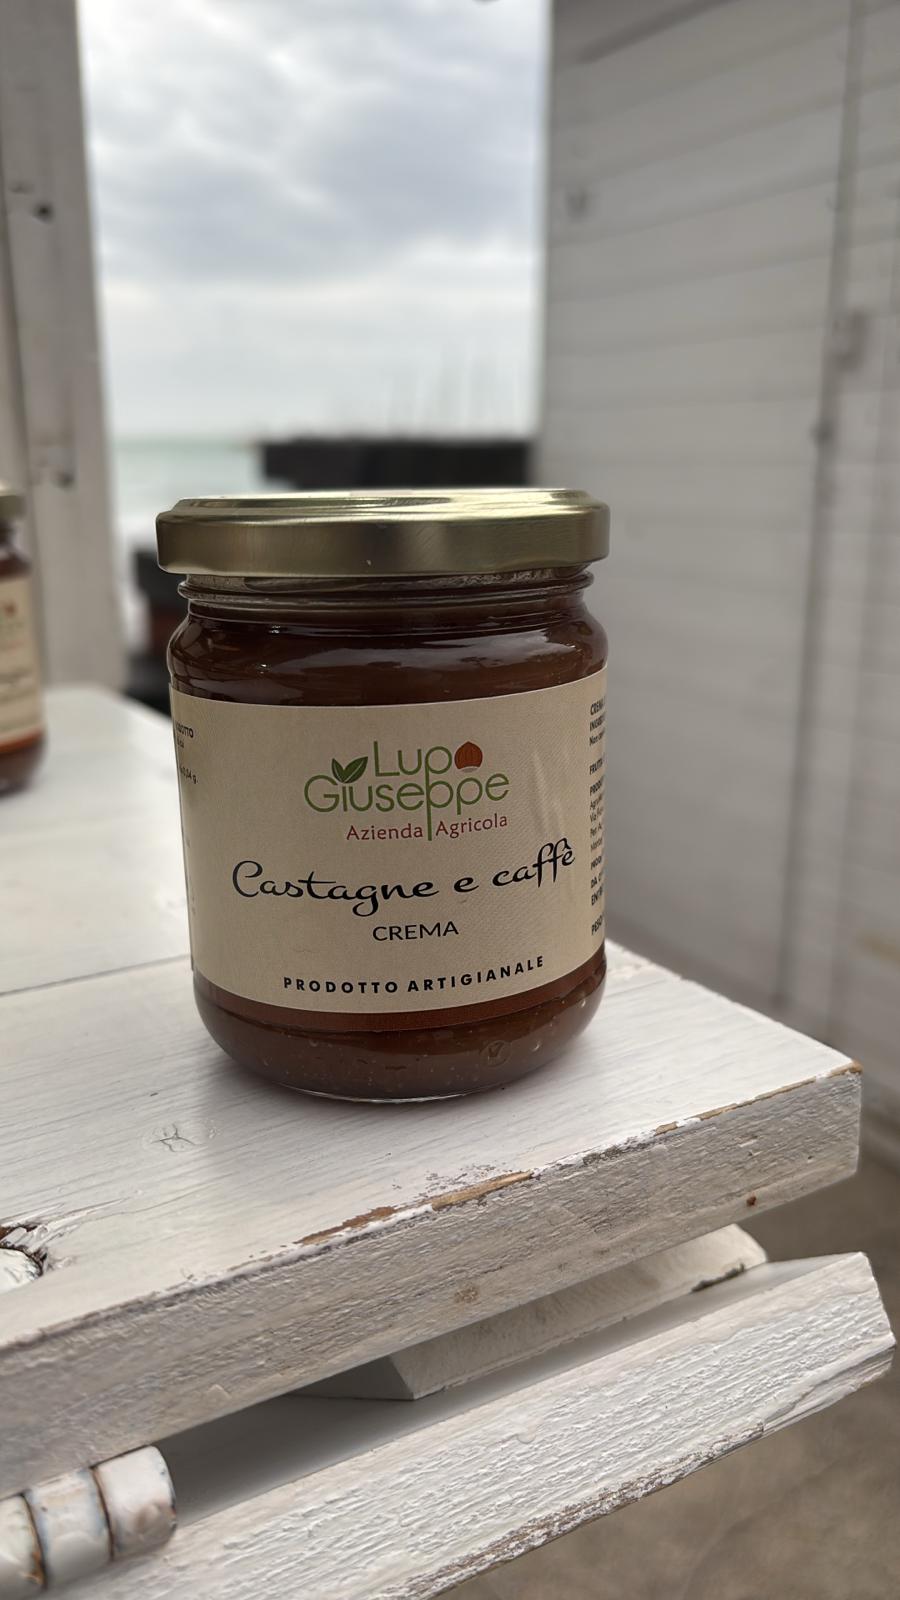 Lupo
Giuseppe
Azienda Agricola
Castagne e caffè
CREMA
PRODOTTO ARTIGIANALE